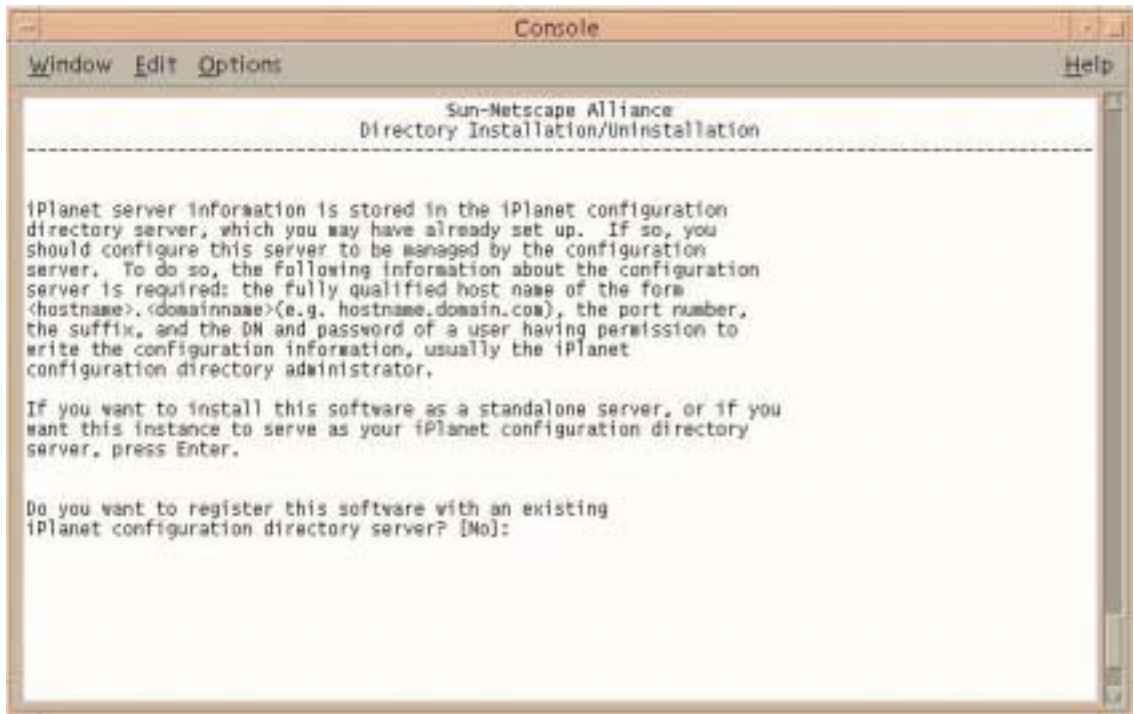 Console
Window Edit Options Help
Sun-Netscape Alliance
Directory Installation/Uninstallation
--------------------------------------------------------------------------------
iPlanet server information is stored in the iPlanet configuration
directory server, which you may have already set up.  If so, you
should configure this server to be managed by the configuration
server.  To do so, the following information about the configuration
server is required: the fully qualified host name of the form
<hostname>.<domainname>(e.g. hostname.domain.com), the port number,
the suffix, and the DN and password of a user having permission to
write the configuration information, usually the iPlanet
configuration directory administrator.
If you want to install this software as a standalone server, or if you
want this instance to serve as your iPlanet configuration directory
server, press Enter.
Do you want to register this software with an existing
iPlanet configuration directory server? [No]: